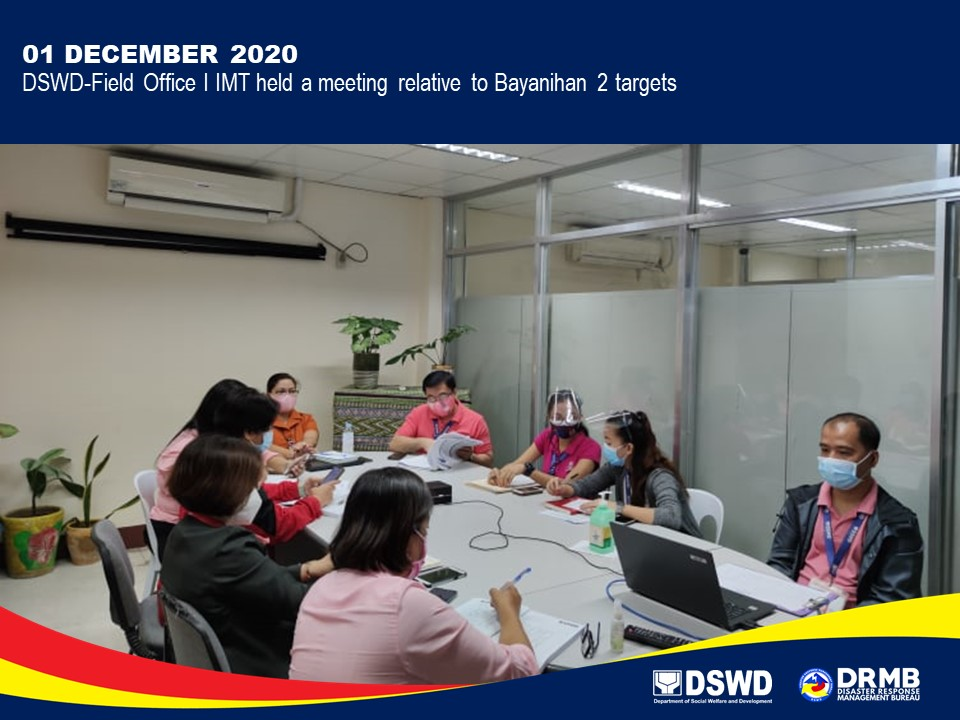 01 DECEMBER 2020
DSWD-Field Office I IMT held a meeting relative to Bayanihan 2 targets
DSWD
Department of Social Welfare and Development
DRMB
DISASTER RESPONSE
MANAGEMENT BUREAU